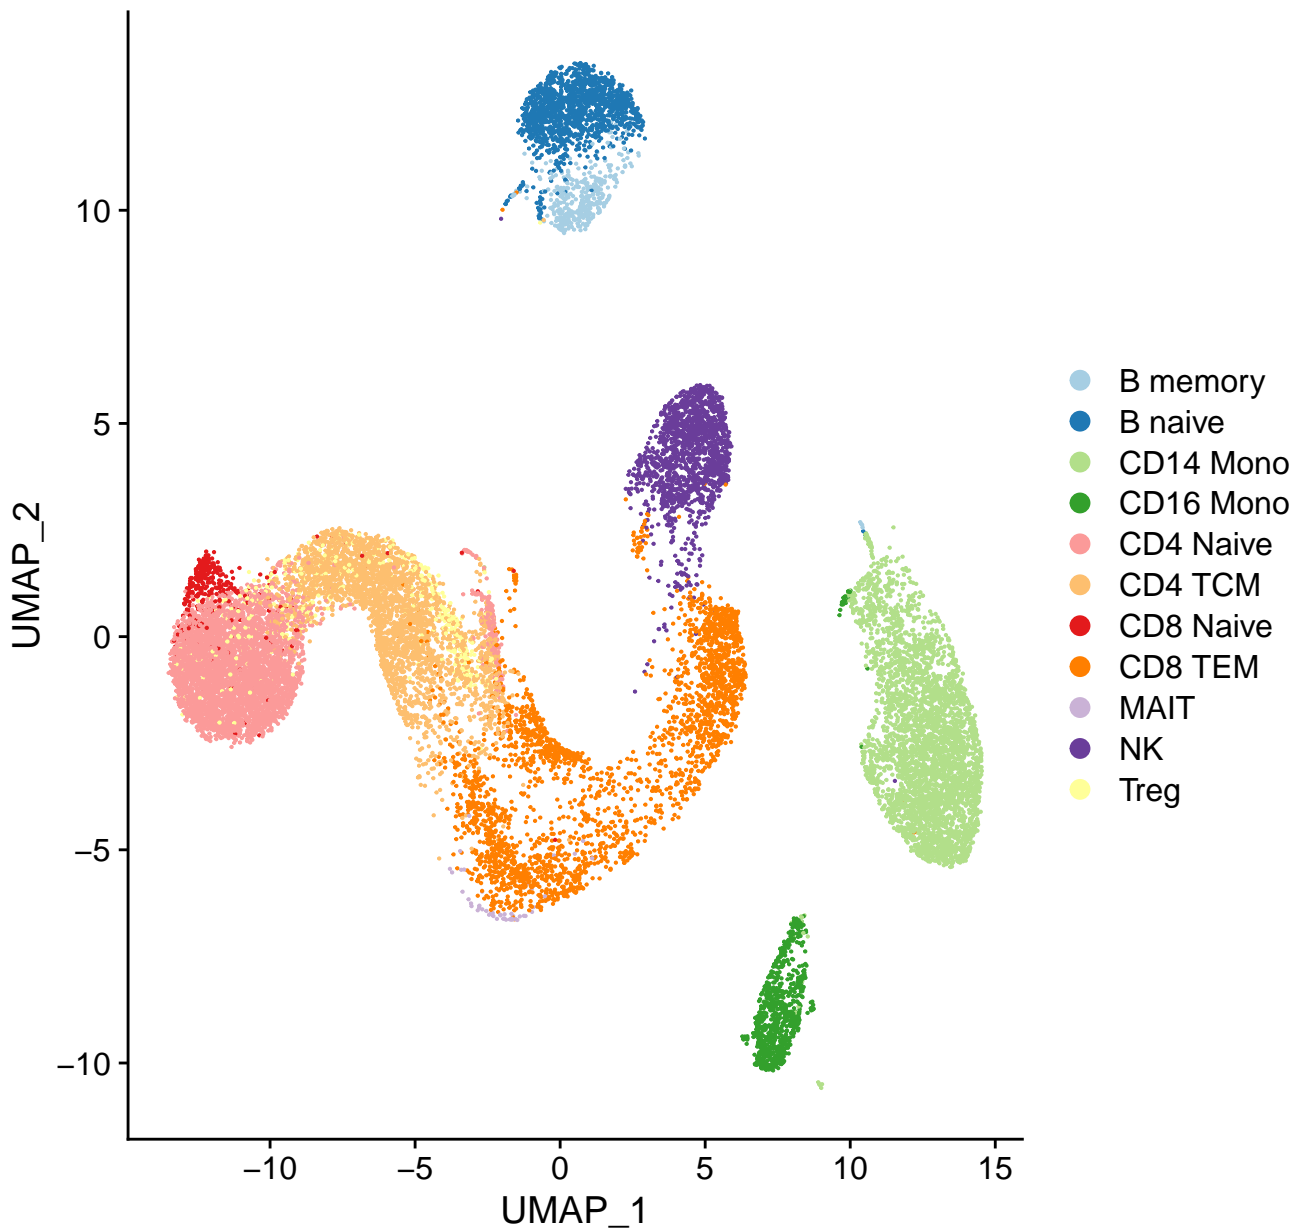 UMAP_2
10
5
0
−5
−10
−10
−5
0
5
10
15
UMAP_1
B memory
B naive
CD14 Mono
CD16 Mono
CD4 Naive
CD4 TCM
CD8 Naive
CD8 TEM
MAIT
NK
Treg